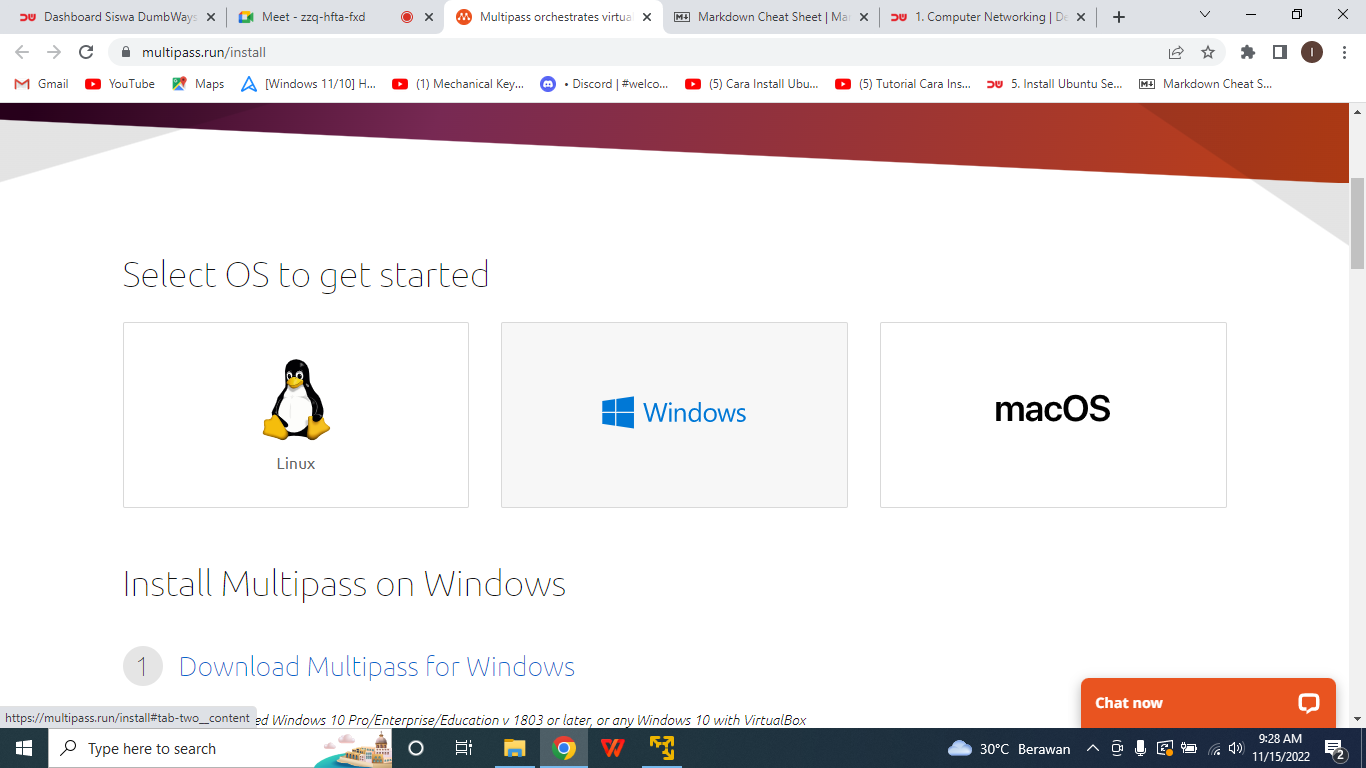 Dashboard Siswa DumbWays
Meet - zzq-hfta-fxd
Multipass orchestrates virtua
Markdown Cheat Sheet | Ma
1. Computer Networking | De
multipass.run/install
I
Gmail
YouTube
Maps
[Windows 11/10] H...
(1) Mechanical Key...
• Discord | #welco...
(5) Cara Install Ubu...
(5) Tutorial Cara Ins...
5. Install Ubuntu Se...
Markdown Cheat S...
Select OS to get started
Linux
Windows
macOS
Install Multipass on Windows
1 Download Multipass for Windows
Chat now
https://multipass.run/install#tab-two__content
ed Windows 10 Pro/Enterprise/Education v 1803 or later, or any Windows 10 with VirtualBox
Type here to search
30°C Berawan
9:28 AM
11/15/2022
2